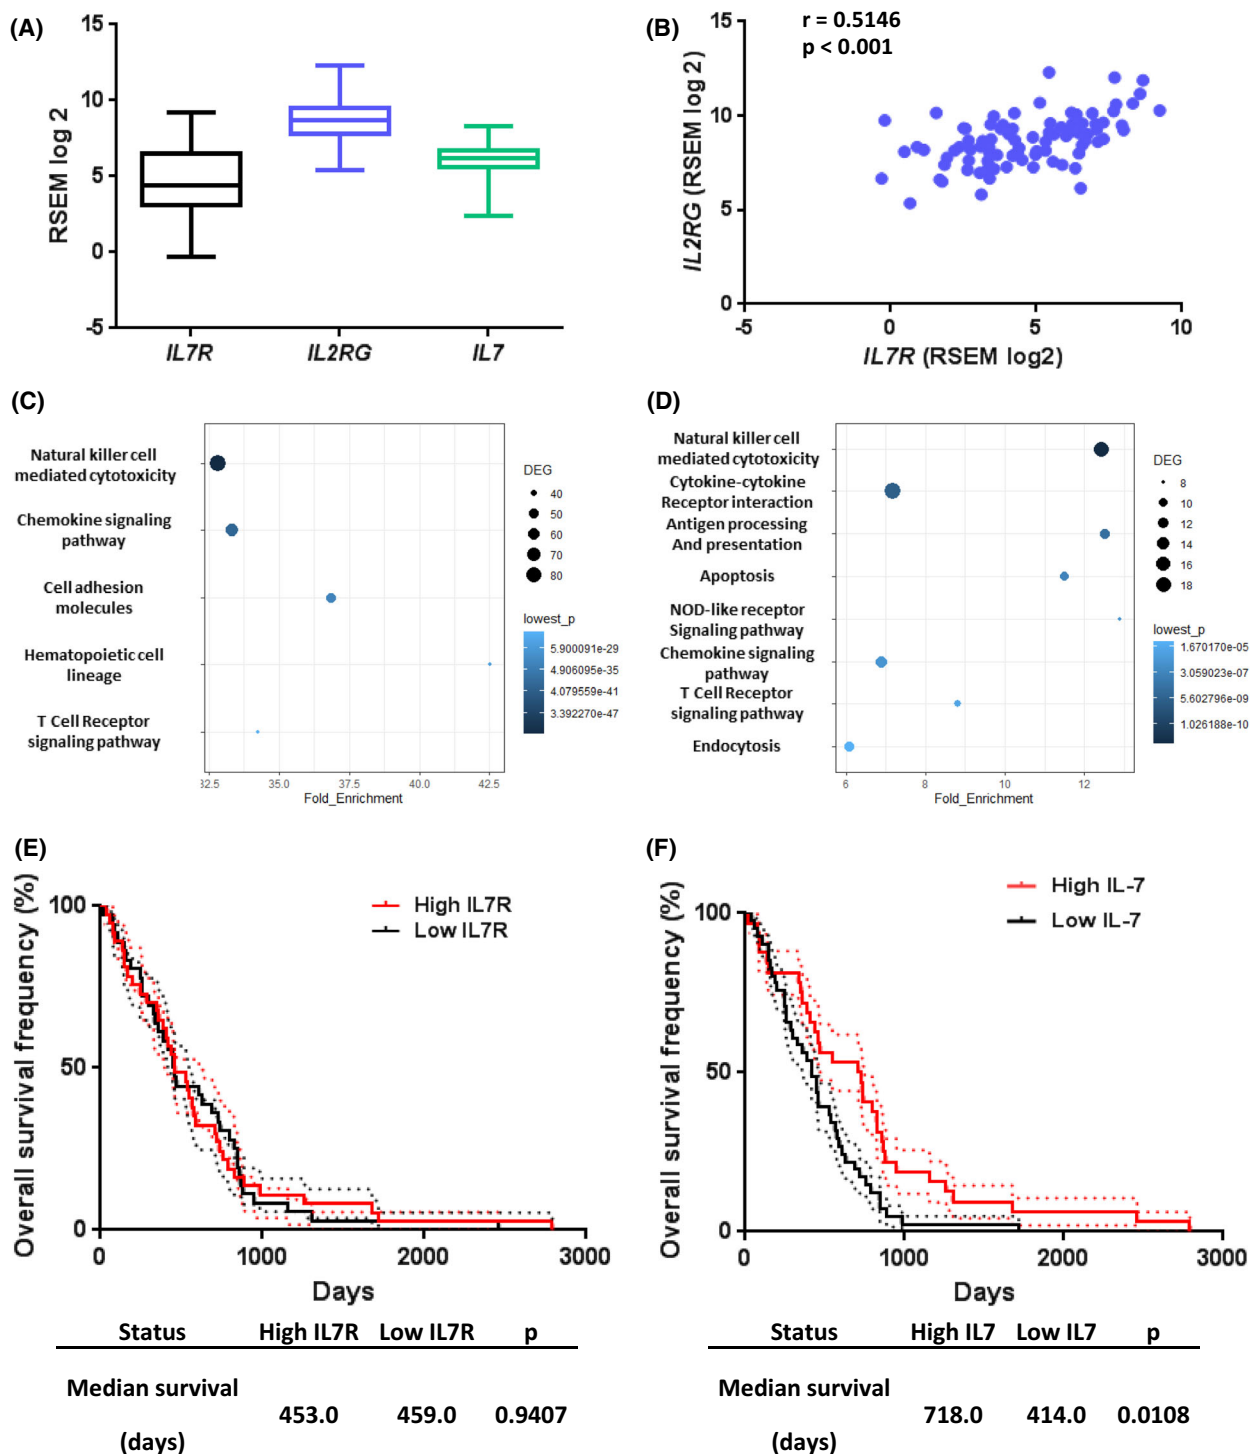 (A)
15
10
5
0
-5
RSEM log 2
IL7R
IL2RG
IL7
(B)
r = 0.5146
p < 0.001
15
10
5
0
IL2RG (RSEM log 2)
-5
0
5
10
IL7R (RSEM log2)
(C)
Natural killer cell
mediated cytotoxicity
Chemokine signaling
pathway
Cell adhesion
molecules
Hematopoietic cell
lineage
T Cell Receptor
signaling pathway
32.5
35.0
37.5
40.0
42.5
Fold_Enrichment
DEG
40
50
60
70
80
lowest_p
5.900091e-29
4.906095e-35
4.079559e-41
3.392270e-47
(D)
Natural killer cell
mediated cytotoxicity
Cytokine-cytokine
Receptor interaction
Antigen processing
And presentation
Apoptosis
NOD-like receptor
Signaling pathway
Chemokine signaling
pathway
T Cell Receptor
signaling pathway
Endocytosis
6
8
10
12
Fold_Enrichment
DEG
8
10
12
14
16
18
lowest_p
1.670170e-05
3.059023e-07
5.602796e-09
1.026188e-10
(E)
Overall survival frequency (%)
100
50
0
High IL7R
Low IL7R
0
1000
2000
3000
Days
Status High IL7R Low IL7R p
Median survival
453.0 459.0 0.9407
(days)
(F)
Overall survival frequency (%)
100
50
0
High IL-7
Low IL-7
0
1000
2000
3000
Days
Status High IL7 Low IL7 p
Median survival
718.0 414.0 0.0108
(days)